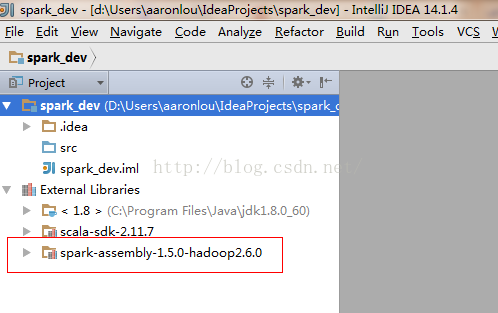 spark_dev - [d:\Users\aaronlou\IdeaProjects\spark_dev] - IntelliJ IDEA 14.1.4
File Edit View Navigate Code Analyze Refactor Build Run Tools VCS
spark_dev
Project
spark_dev (D:\Users\aaronlou\IdeaProjects\spark_d
.idea
src
spark_dev.iml
http://blog.csdn.net/
External Libraries
< 1.8 > (C:\Program Files\Java\jdk1.8.0_60)
scala-sdk-2.11.7
spark-assembly-1.5.0-hadoop2.6.0